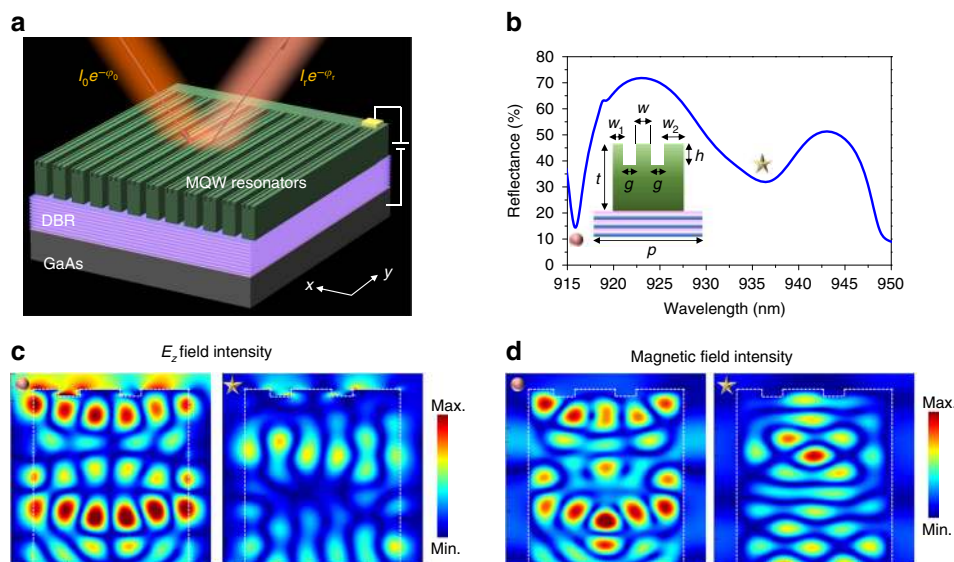 a
I₀e⁻ᵠ⁰
Iᵣe⁻ᵠʳ
MQW resonators
DBR
GaAs
x
y
b
80
70
60
50
40
30
20
10
0
Reflectance (%)
w
w₁
w₂
h
t
g
g
p
915 920 925 930 935 940 945 950
Wavelength (nm)
c
E_z field intensity
Max.
Min.
d
Magnetic field intensity
Max.
Min.